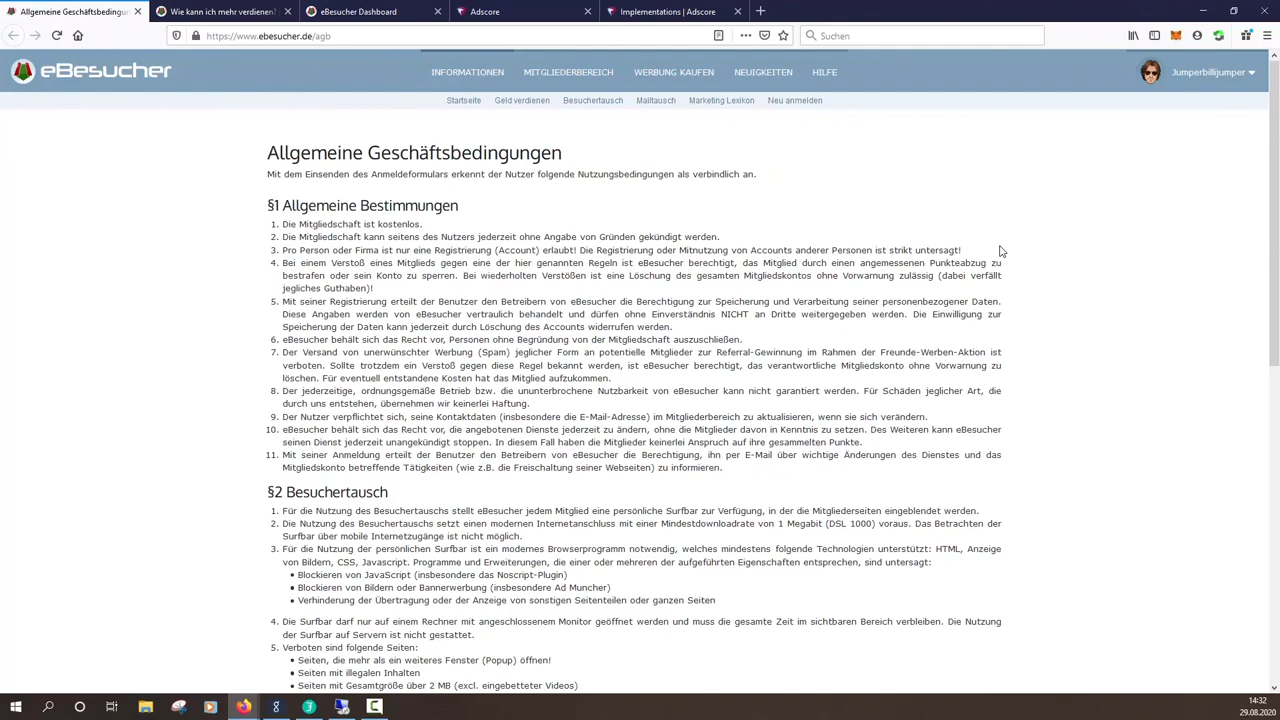 Allgemeine Geschäftsbedingungen
Wie kann ich mehr verdienen?
eBesucher Dashboard
Adscore
Implementations | Adscore
https://www.ebesucher.de/agb
Suchen
eBesucher
INFORMATIONEN MITGLIEDERBEREICH WERBUNG KAUFEN NEUIGKEITEN HILFE
Jumperbillijumper
Startseite Geld verdienen Besuchertausch Mailtausch Marketing Lexikon Neu anmelden
Allgemeine Geschäftsbedingungen
Mit dem Einsenden des Anmeldeformulars erkennt der Nutzer folgende Nutzungsbedingungen als verbindlich an.
§1 Allgemeine Bestimmungen
1. Die Mitgliedschaft ist kostenlos.
2. Die Mitgliedschaft kann seitens des Nutzers jederzeit ohne Angabe von Gründen gekündigt werden.
3. Pro Person oder Firma ist nur eine Registrierung (Account) erlaubt! Die Registrierung oder Mitnutzung von Accounts anderer Personen ist strikt untersagt!
4. Bei einem Verstoß eines Mitglieds gegen eine der hier genannten Regeln ist eBesucher berechtigt, das Mitglied durch einen angemessenen Punkteabzug zu
bestrafen oder sein Konto zu sperren. Bei wiederholten Verstößen ist eine Löschung des gesamten Mitgliedskontos ohne Vorwarnung zulässig (dabei verfällt
jegliches Guthaben)!
5. Mit seiner Registrierung erteilt der Benutzer den Betreibern von eBesucher die Berechtigung zur Speicherung und Verarbeitung seiner personenbezogener Daten.
Diese Angaben werden von eBesucher vertraulich behandelt und dürfen ohne Einverständnis NICHT an Dritte weitergegeben werden. Die Einwilligung zur
Speicherung der Daten kann jederzeit durch Löschung des Accounts widerrufen werden.
6. eBesucher behält sich das Recht vor, Personen ohne Begründung von der Mitgliedschaft auszuschließen.
7. Der Versand von unerwünschter Werbung (Spam) jeglicher Form an potentielle Mitglieder zur Referral-Gewinnung im Rahmen der Freunde-Werben-Aktion ist
verboten. Sollte trotzdem ein Verstoß gegen diese Regel bekannt werden, ist eBesucher berechtigt, das verantwortliche Mitgliedskonto ohne Vorwarnung zu
löschen. Für eventuell entstandene Kosten hat das Mitglied aufzukommen.
8. Der jederzeitige, ordnungsgemäße Betrieb bzw. die ununterbrochene Nutzbarkeit von eBesucher kann nicht garantiert werden. Für Schäden jeglicher Art, die
durch uns entstehen, übernehmen wir keinerlei Haftung.
9. Der Nutzer verpflichtet sich, seine Kontaktdaten (insbesondere die E-Mail-Adresse) im Mitgliederbereich zu aktualisieren, wenn sie sich verändern.
10. eBesucher behält sich das Recht vor, die angebotenen Dienste jederzeit zu ändern, ohne die Mitglieder davon in Kenntnis zu setzen. Des Weiteren kann eBesucher
seinen Dienst jederzeit unangekündigt stoppen. In diesem Fall haben die Mitglieder keinerlei Anspruch auf ihre gesammelten Punkte.
11. Mit seiner Anmeldung erteilt der Benutzer den Betreibern von eBesucher die Berechtigung, ihn per E-Mail über wichtige Änderungen des Dienstes und das
Mitgliedskonto betreffende Tätigkeiten (wie z.B. die Freischaltung seiner Webseiten) zu informieren.
§2 Besuchertausch
1. Für die Nutzung des Besuchertauschs stellt eBesucher jedem Mitglied eine persönliche Surfbar zur Verfügung, in der die Mitgliederseiten eingeblendet werden.
2. Die Nutzung des Besuchertauschs setzt einen modernen Internetanschluss mit einer Mindestdownloadrate von 1 Megabit (DSL 1000) voraus. Das Betrachten der
Surfbar über mobile Internetzugänge ist nicht möglich.
3. Für die Nutzung der persönlichen Surfbar ist ein modernes Browserprogramm notwendig, welches mindestens folgende Technologien unterstützt: HTML, Anzeige
von Bildern, CSS, Javascript. Programme und Erweiterungen, die einer oder mehreren der aufgeführten Eigenschaften entsprechen, sind untersagt:
• Blockieren von JavaScript (insbesondere das Noscript-Plugin)
• Blockieren von Bildern oder Bannerwerbung (insbesondere Ad Muncher)
• Verhinderung der Übertragung oder der Anzeige von sonstigen Seitenteilen oder ganzen Seiten
4. Die Surfbar darf nur auf einem Rechner mit angeschlossenem Monitor geöffnet werden und muss die gesamte Zeit im sichtbaren Bereich verbleiben. Die Nutzung
der Surfbar auf Servern ist nicht gestattet.
5. Verboten sind folgende Seiten:
• Seiten, die mehr als ein weiteres Fenster (Popup) öffnen!
• Seiten mit illegalen Inhalten
• Seiten mit Gesamtgröße über 2 MB (excl. eingebetteter Videos)
14:32
29.08.2020